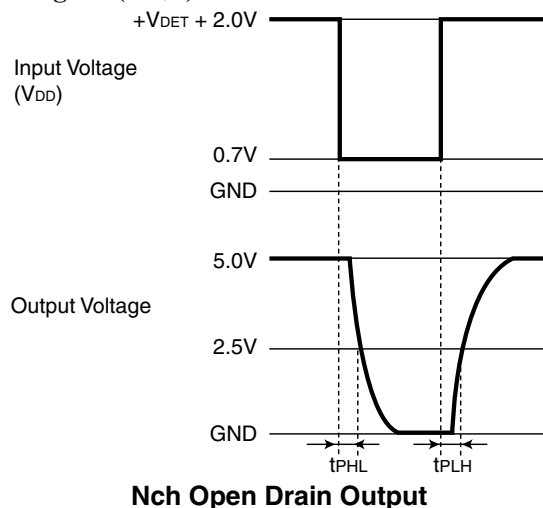 +VDET + 2.0V
Input Voltage
(VDD)
0.7V
GND
5.0V
Output Voltage
2.5V
GND
tPHL
tPLH
Nch Open Drain Output